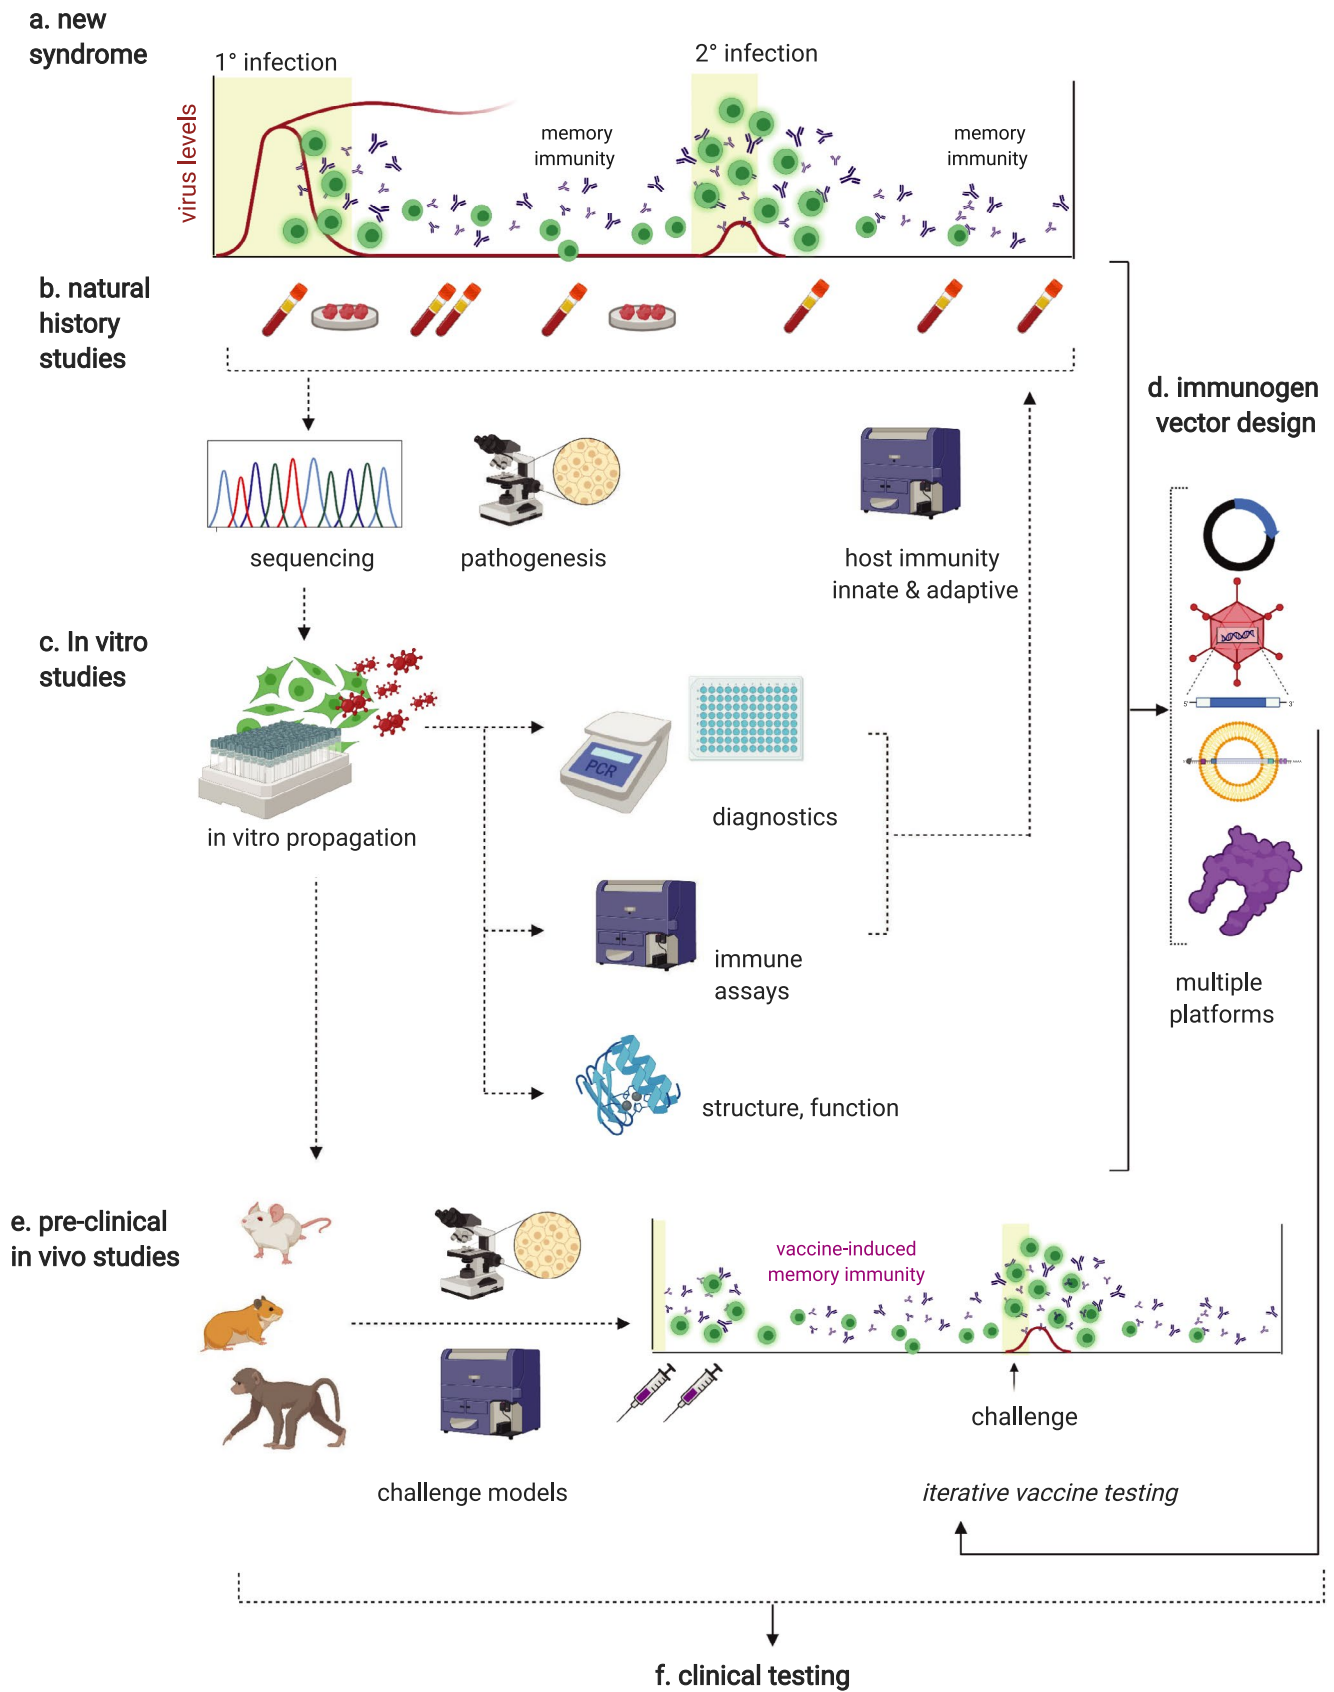 a. new
syndrome
1° infection
2° infection
virus levels
memory
immunity
memory
immunity
b. natural
history
studies
d. immunogen
vector design
sequencing
pathogenesis
host immunity
innate & adaptive
c. In vitro
studies
5'
3'
PCR
diagnostics
in vitro propagation
immune
assays
multiple
platforms
structure, function
e. pre-clinical
in vivo studies
vaccine-induced
memory immunity
challenge
challenge models
iterative vaccine testing
f. clinical testing